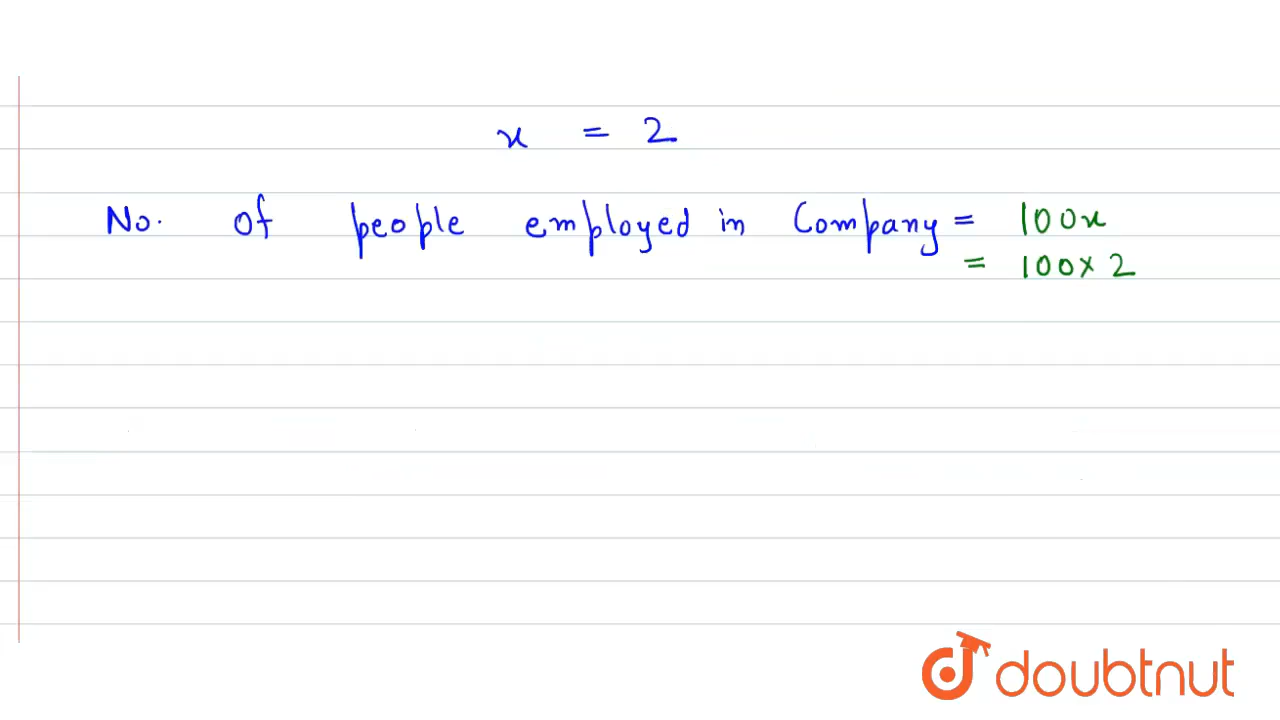 x = 2
No. of people employed in Company = 100x
= 100 × 2
doubtnut